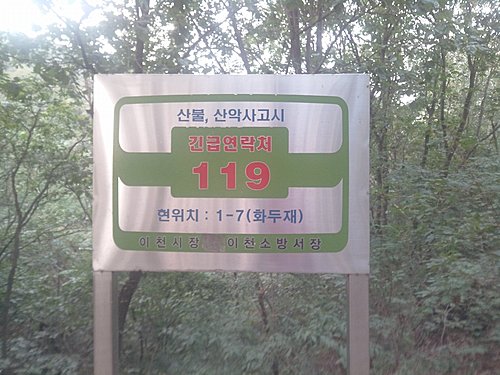 산불, 산악사고시
긴급연락처
119
현위치 : 1-7(화두재)
이천시장 이천소방서장